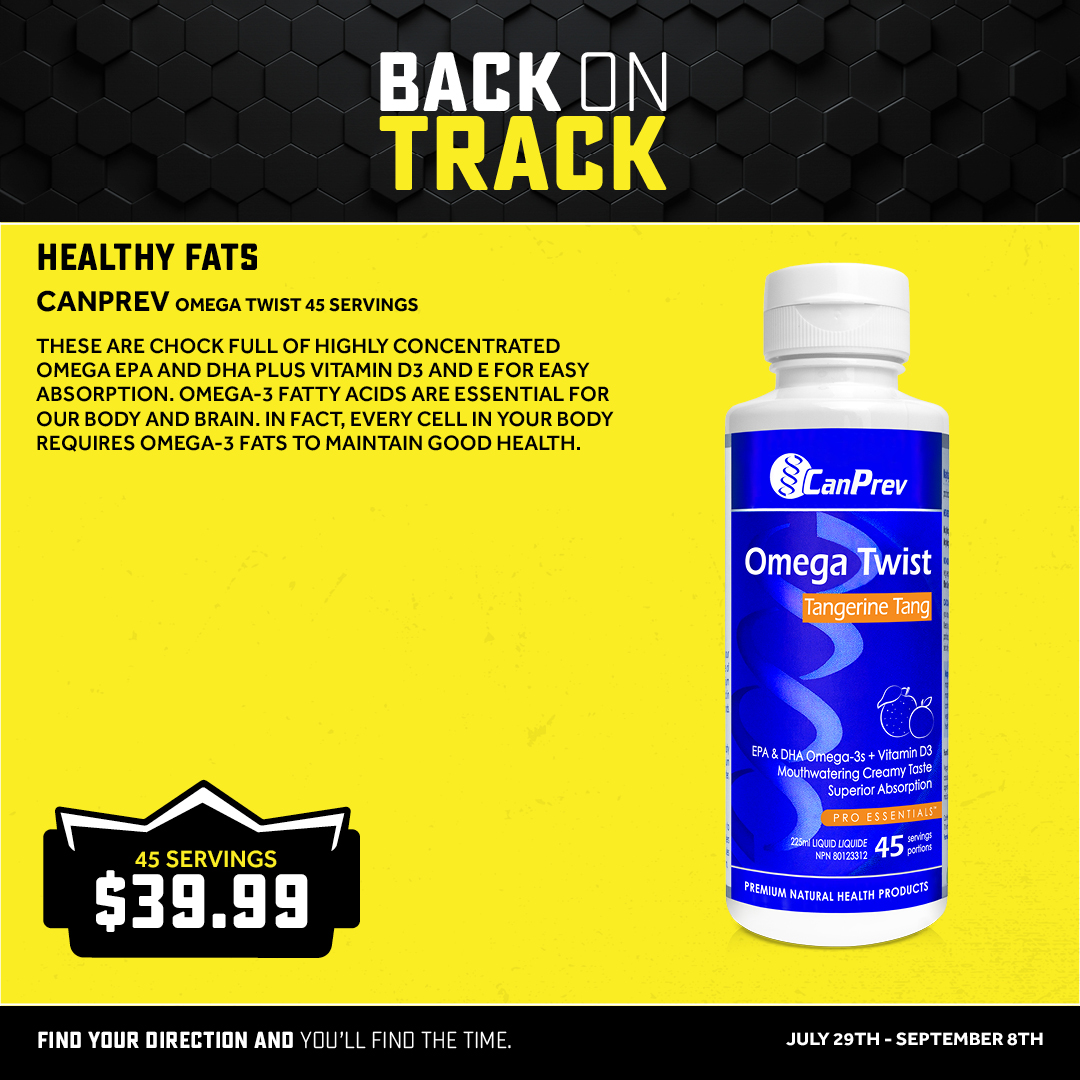 BACK ON
TRACK
HEALTHY FATS
CANPREV OMEGA TWIST 45 SERVINGS
THESE ARE CHOCK FULL OF HIGHLY CONCENTRATED
OMEGA EPA AND DHA PLUS VITAMIN D3 AND E FOR EASY
ABSORPTION. OMEGA-3 FATTY ACIDS ARE ESSENTIAL FOR
OUR BODY AND BRAIN. IN FACT, EVERY CELL IN YOUR BODY
REQUIRES OMEGA-3 FATS TO MAINTAIN GOOD HEALTH.
CanPrev
Omega Twist
Tangerine Tang
EPA & DHA Omega-3s + Vitamin D3
Mouthwatering Creamy Taste
Superior Absorption
PRO ESSENTIALS™
225ml LIQUID LIQUIDE
NPN 80123312
45 servings
portions
PREMIUM NATURAL HEALTH PRODUCTS
45 SERVINGS
$39.99
FIND YOUR DIRECTION AND YOU'LL FIND THE TIME.
JULY 29TH - SEPTEMBER 8TH